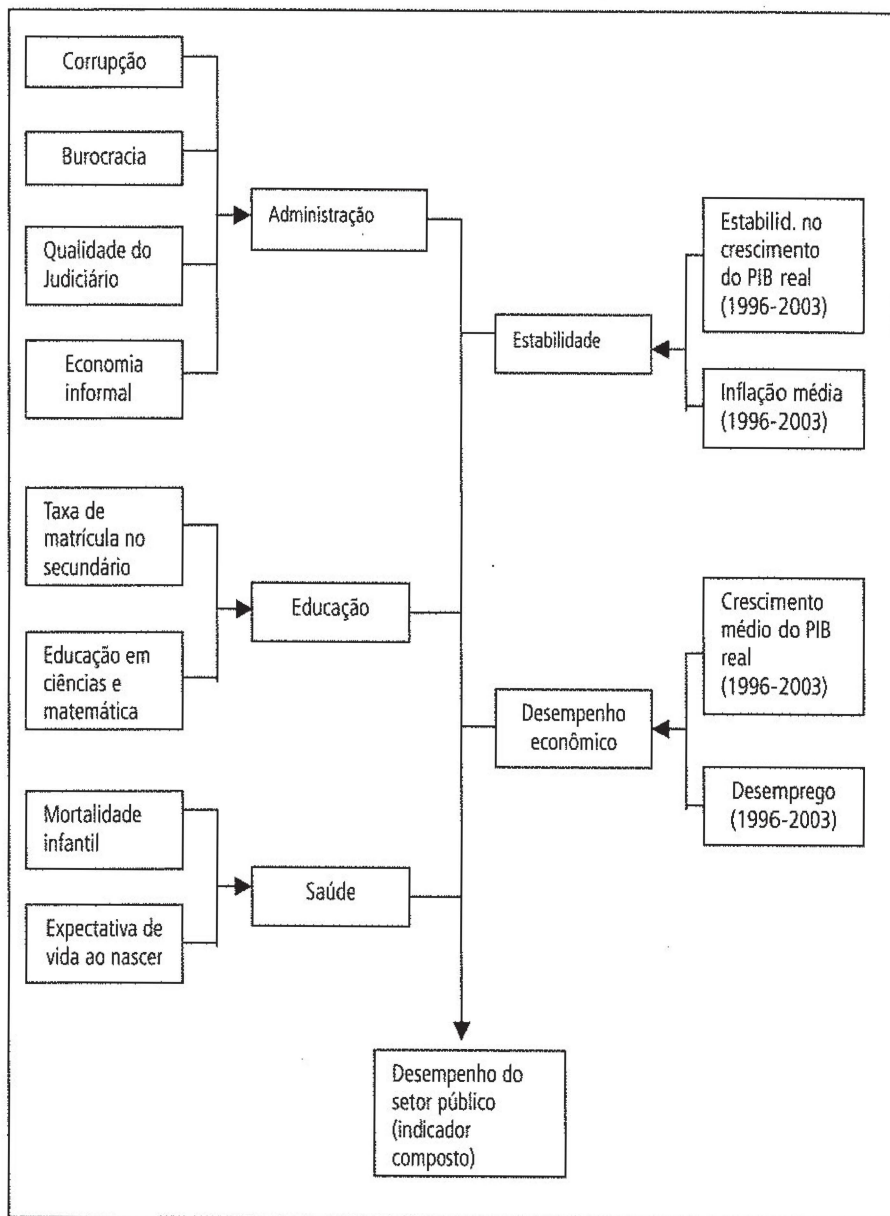 Corrupção
Burocracia
Qualidade do
Judiciário
Economia
informal
Administração
Taxa de
matrícula no
secundário
Educação em
ciências e
matemática
Educação
Mortalidade
infantil
Expectativa de
vida ao nascer
Saúde
Estabilidade
Estabilid. no
crescimento
do PIB real
(1996-2003)
Inflação média
(1996-2003)
Desempenho
econômico
Crescimento
médio do PIB
real
(1996-2003)
Desemprego
(1996-2003)
Desempenho do
setor público
(indicador
composto)